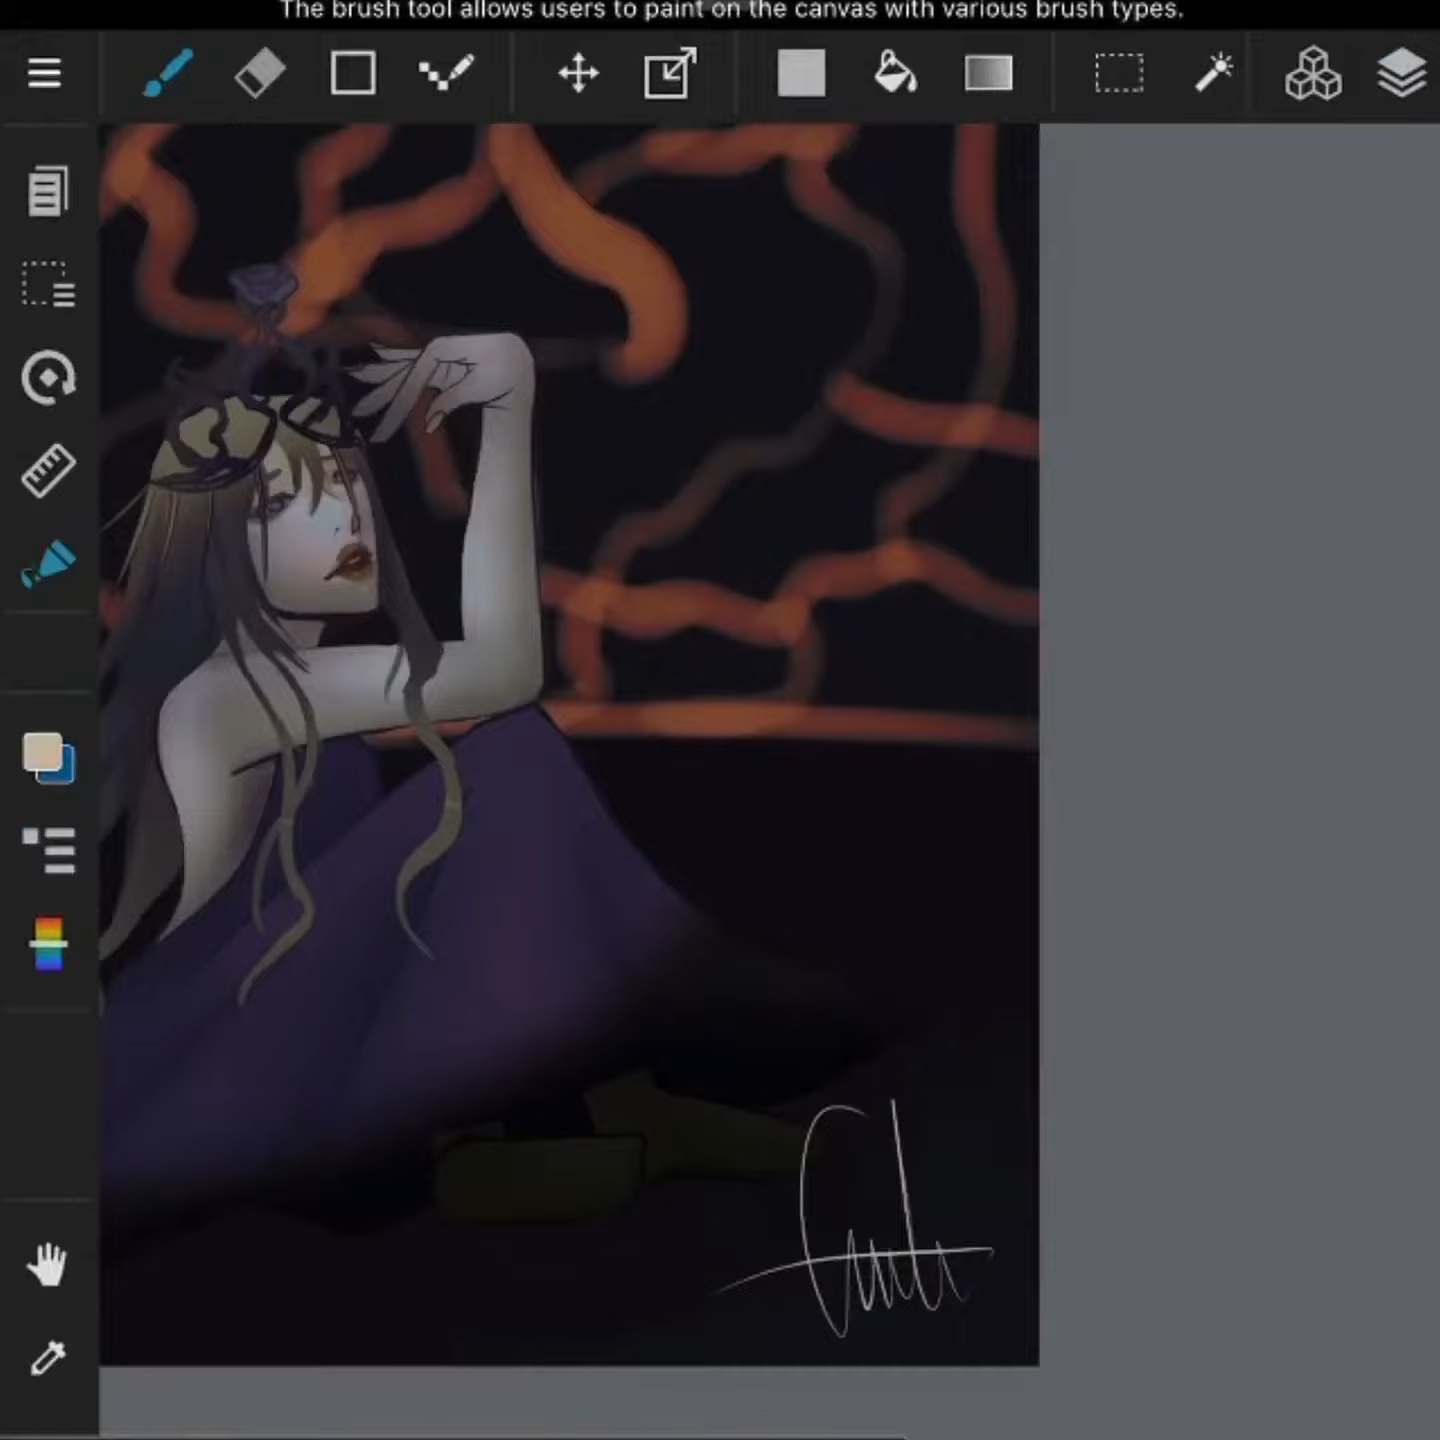 The brush tool allows users to paint on the canvas with various brush types.